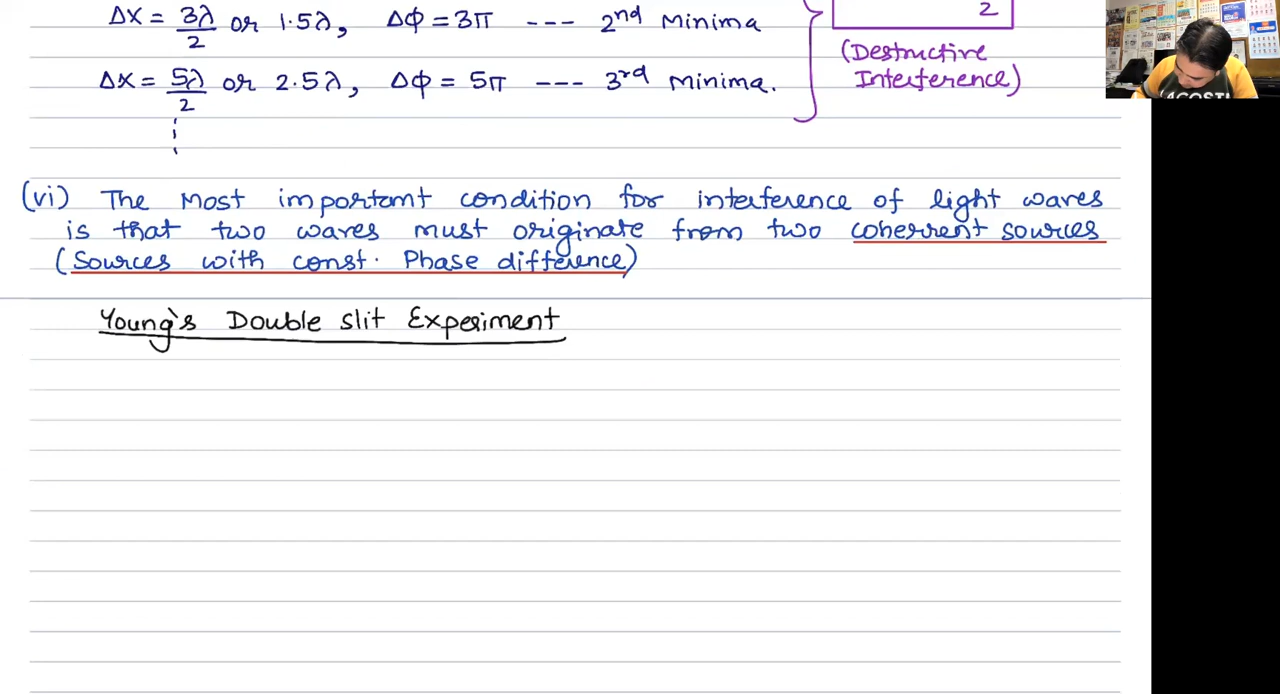 Δx = 3λ/2 or 1.5λ, Δφ = 3π --- 2nd Minima
2
Δx = 5λ/2 or 2.5λ, Δφ = 5π --- 3rd Minima.
(Destructive
Interference)
(vi) The Most important condition for interference of light waves
is that two waves must originate from two coherrent sources
(Sources with const. Phase difference)
Young's Double slit Experiment